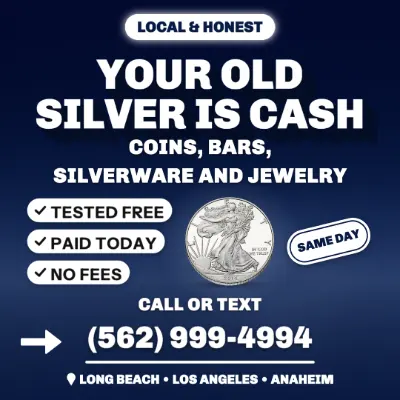 LOCAL & HONEST
YOUR OLD
SILVER IS CASH
COINS, BARS,
SILVERWARE AND JEWELRY
TESTED FREE
PAID TODAY
NO FEES
SAME DAY
CALL OR TEXT
(562) 999-4994
LONG BEACH • LOS ANGELES • ANAHEIM